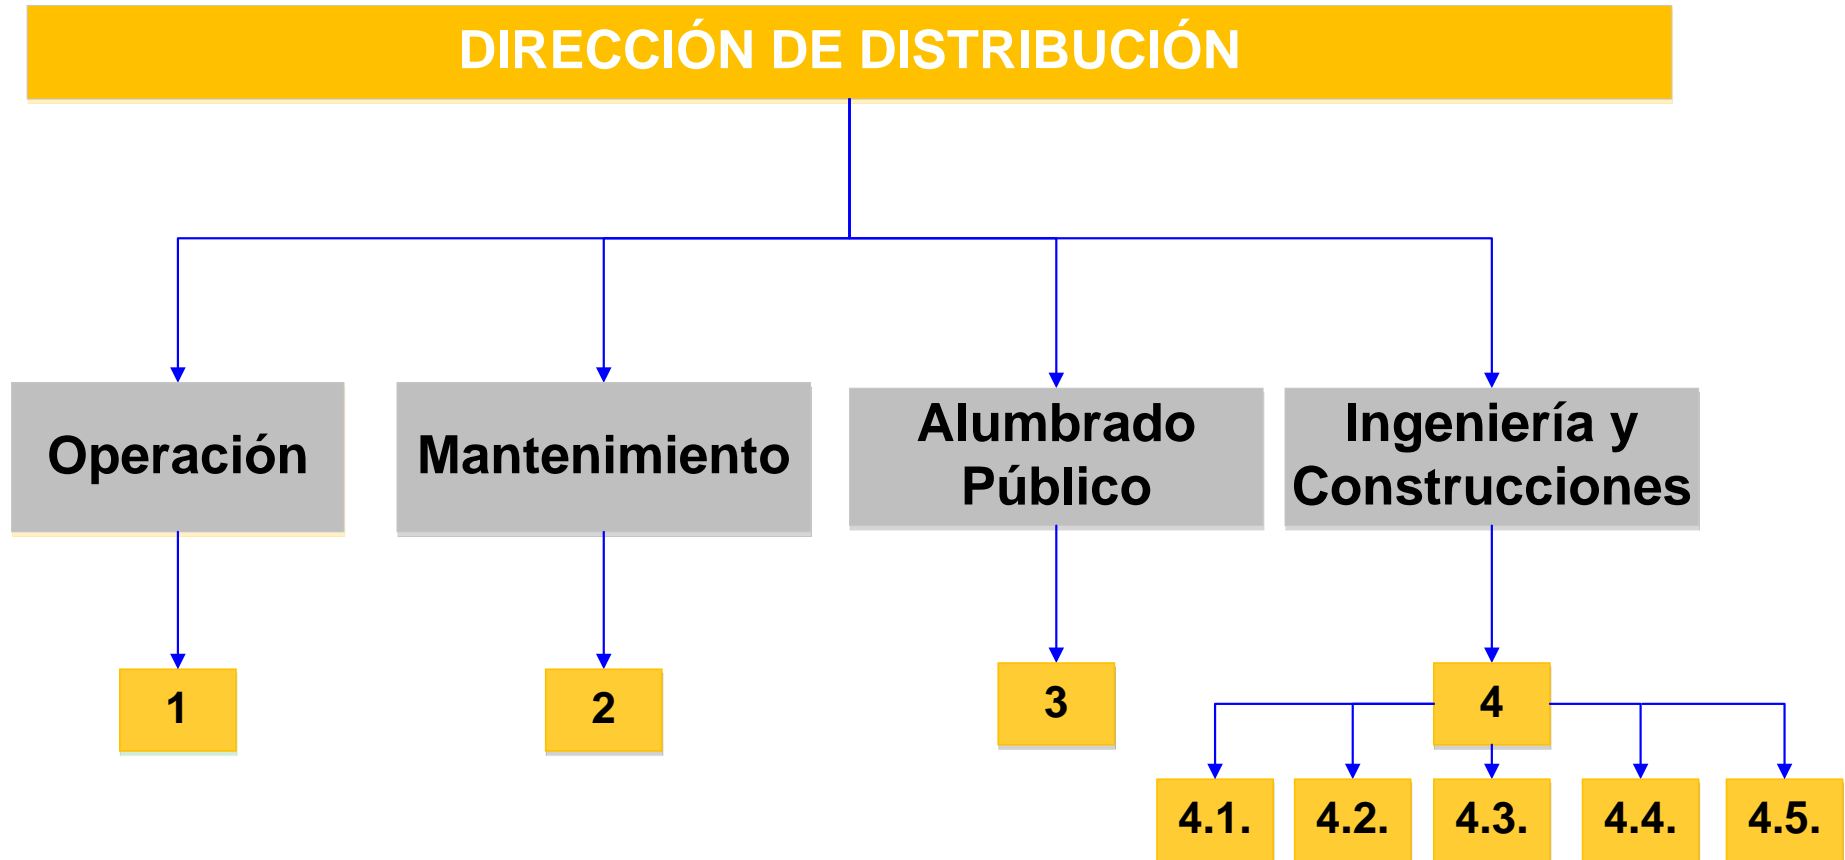 DIRECCIÓN DE DISTRIBUCIÓN
Operación
Mantenimiento
Alumbrado
Público
Ingeniería y
Construcciones
1
2
3
4
4.1.
4.2.
4.3.
4.4.
4.5.